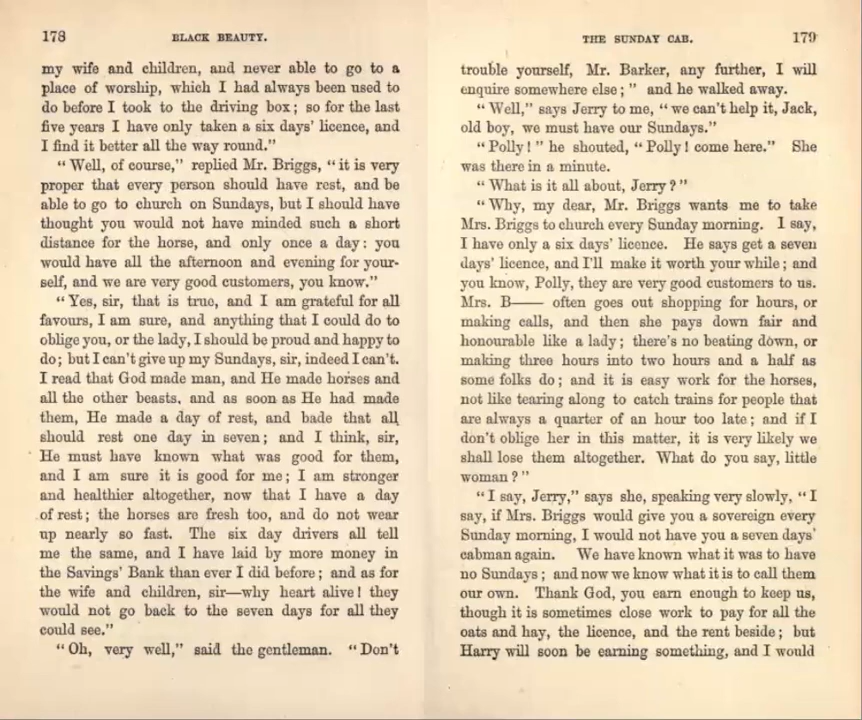 178
BLACK BEAUTY.
my wife and children, and never able to go to a
place of worship, which I had always been used to
do before I took to the driving box; so for the last
five years I have only taken a six days' licence, and
I find it better all the way round."
"Well, of course," replied Mr. Briggs, "it is very
proper that every person should have rest, and be
able to go to church on Sundays, but I should have
thought you would not have minded such a short
distance for the horse, and only once a day: you
would have all the afternoon and evening for your-
self, and we are very good customers, you know."
"Yes, sir, that is true, and I am grateful for all
favours, I am sure, and anything that I could do to
oblige you, or the lady, I should be proud and happy to
do; but I can't give up my Sundays, sir, indeed I can't.
I read that God made man, and He made horses and
all the other beasts, and as soon as He had made
them, He made a day of rest, and bade that all
should rest one day in seven; and I think, sir,
He must have known what was good for them,
and I am sure it is good for me; I am stronger
and healthier altogether, now that I have a day
of rest; the horses are fresh too, and do not wear
up nearly so fast. The six day drivers all tell
me the same, and I have laid by more money in
the Savings' Bank than ever I did before; and as for
the wife and children, sir—why heart alive! they
would not go back to the seven days for all they
could see."
"Oh, very well," said the gentleman. "Don't
THE SUNDAY CAB.
179
trouble yourself, Mr. Barker, any further, I will
enquire somewhere else;" and he walked away.
"Well," says Jerry to me, "we can't help it, Jack,
old boy, we must have our Sundays."
"Polly!" he shouted, "Polly! come here." She
was there in a minute.
"What is it all about, Jerry?"
"Why, my dear, Mr. Briggs wants me to take
Mrs. Briggs to church every Sunday morning. I say,
I have only a six days' licence. He says get a seven
days' licence, and I'll make it worth your while; and
you know, Polly, they are very good customers to us.
Mrs. B—— often goes out shopping for hours, or
making calls, and then she pays down fair and
honourable like a lady; there's no beating down, or
making three hours into two hours and a half as
some folks do; and it is easy work for the horses,
not like tearing along to catch trains for people that
are always a quarter of an hour too late; and if I
don't oblige her in this matter, it is very likely we
shall lose them altogether. What do you say, little
woman?"
"I say, Jerry," says she, speaking very slowly, "I
say, if Mrs. Briggs would give you a sovereign every
Sunday morning, I would not have you a seven days'
cabman again. We have known what it was to have
no Sundays; and now we know what it is to call them
our own. Thank God, you earn enough to keep us,
though it is sometimes close work to pay for all the
oats and hay, the licence, and the rent beside; but
Harry will soon be earning something, and I would